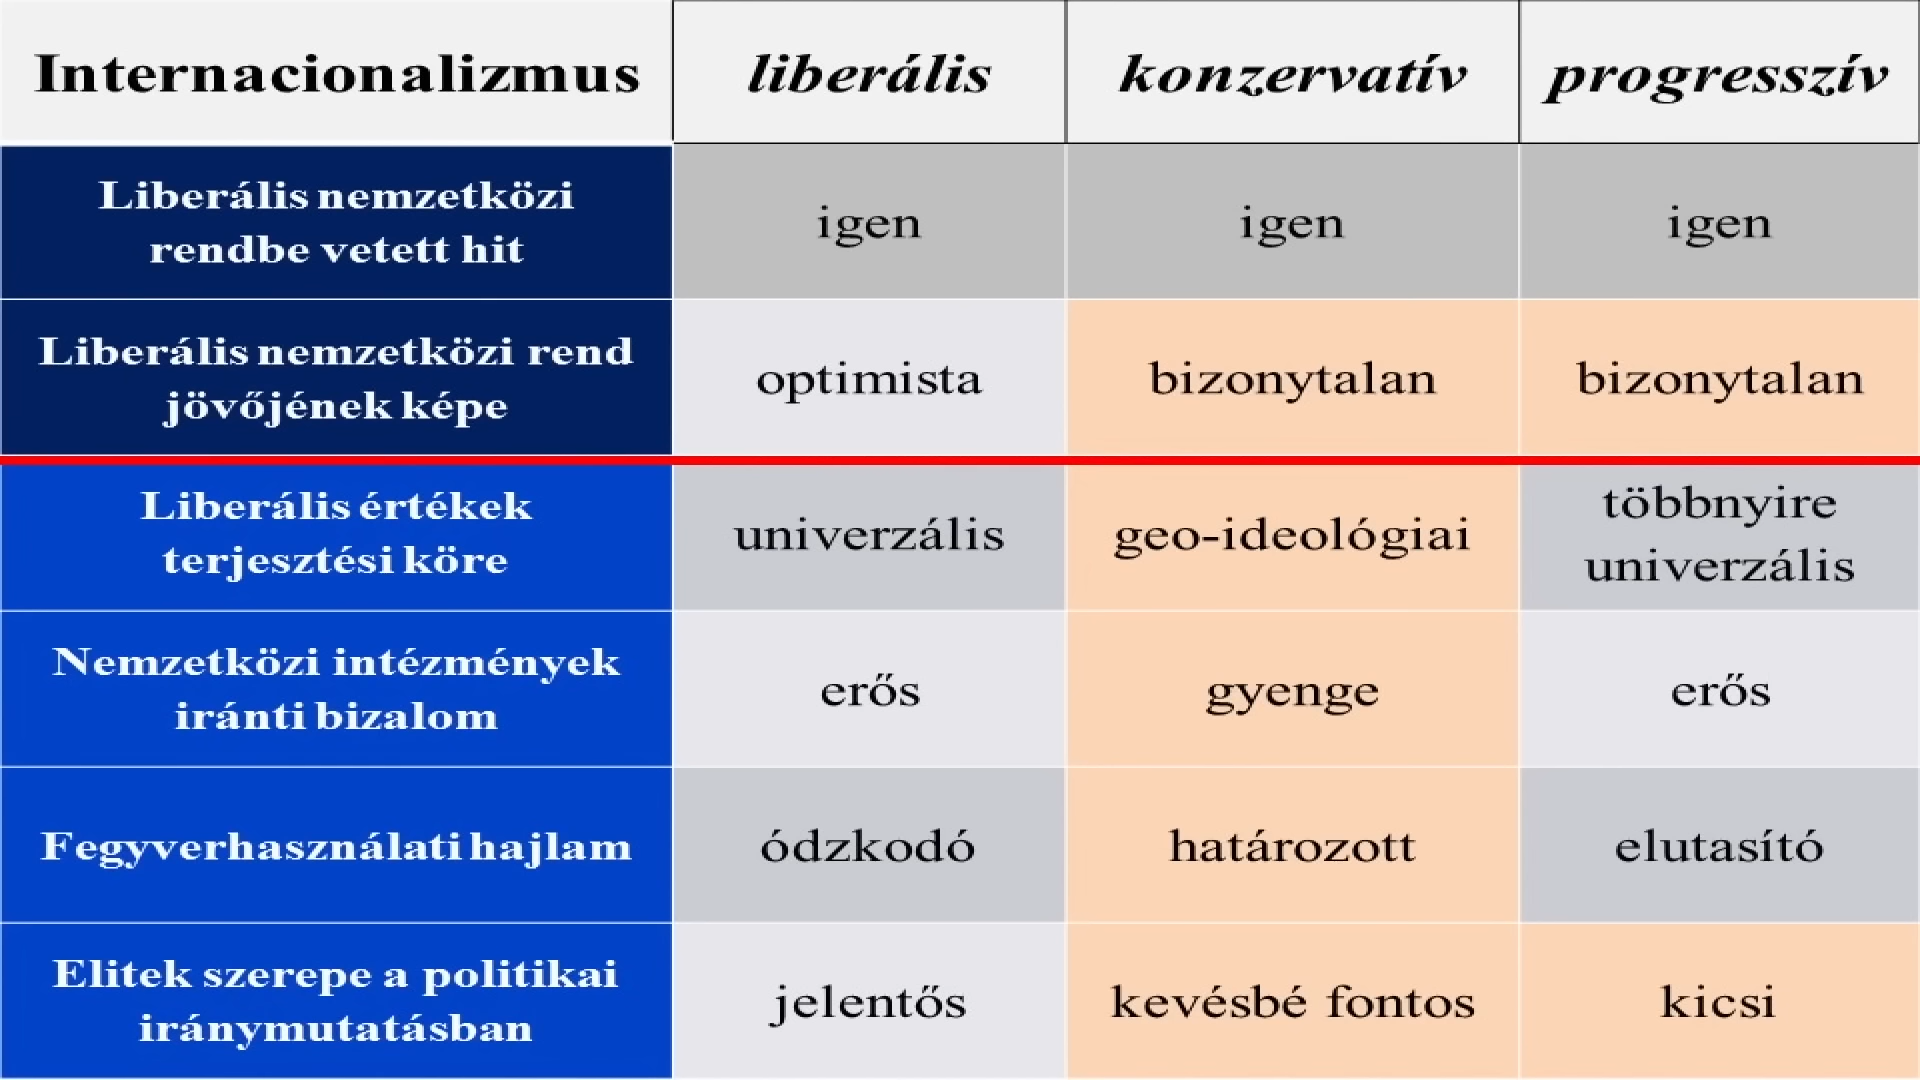 Internacionalizmus liberális konzervatív progresszív
Liberális nemzetközi
rendbe vetett hit
igen igen igen
Liberális nemzetközi rend
jövőjének képe
optimista bizonytalan bizonytalan
Liberális értékek
terjesztési köre
univerzális geo-ideológiai
többnyire
univerzális
Nemzetközi intézmények
iránti bizalom
erős gyenge erős
Fegyverhasználati hajlam ódzkodó határozott elutasító
Elitek szerepe a politikai
iránymutatásban
jelentős kevésbé fontos kicsi